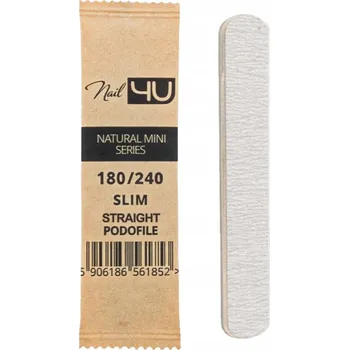 Nail 4U
NATURAL MINI
SERIES
180/240
SLIM
STRAIGHT
PODOFILE
5 906186 561852 >